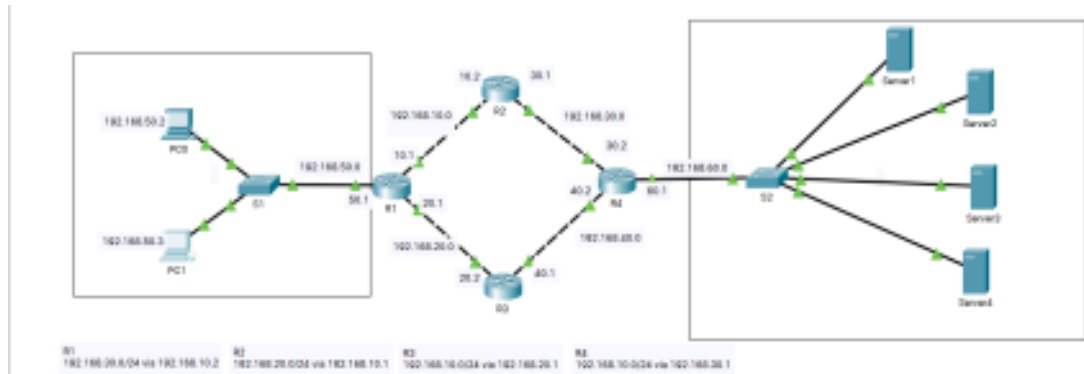 Server1
10.2
30.1
192.168.50.2
R2
Server2
PC0
192.168.10.0
192.168.30.0
10.1
192.168.50.0
30.2
192.168.60.0
S1
50.1
R1
20.1
40.2
R4
60.1
S2
Server3
192.168.50.3
192.168.20.0
192.168.40.0
PC1
20.2
40.1
R3
Server4
R1
192.168.30.0/24 via 192.168.10.2
R2
192.168.20.0/24 via 192.168.10.1
R3
192.168.10.0/24 via 192.168.20.1
R4
192.168.10.0/24 via 192.168.30.1